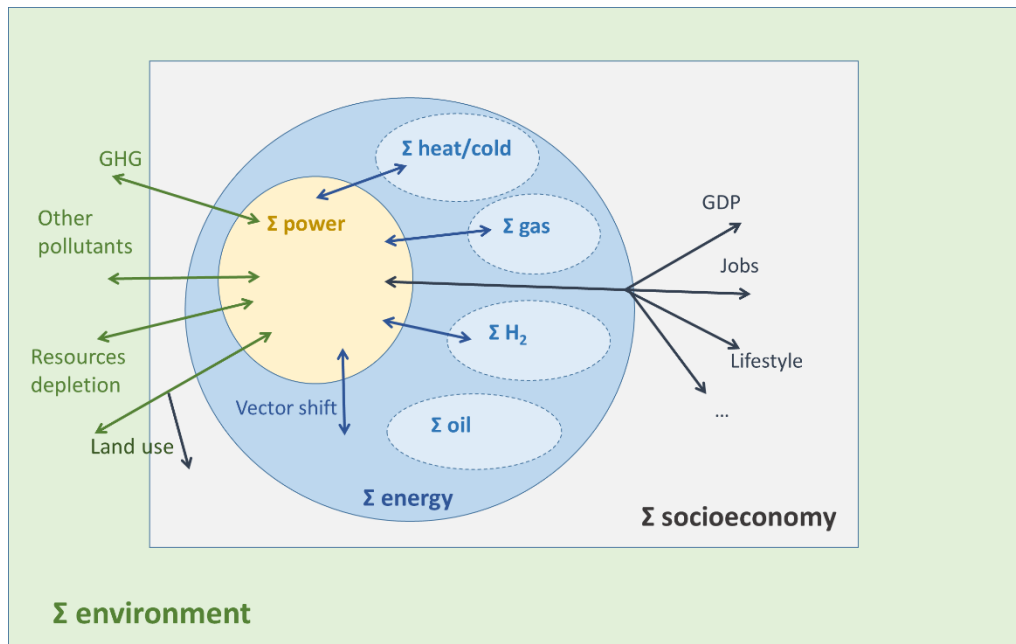 Σ heat/cold
GHG
Σ power
Other
pollutants
Σ gas
GDP
Jobs
Σ H₂
Resources
depletion
Lifestyle
Vector shift
...
Σ oil
Land use
Σ energy
Σ socioeconomy
Σ environment